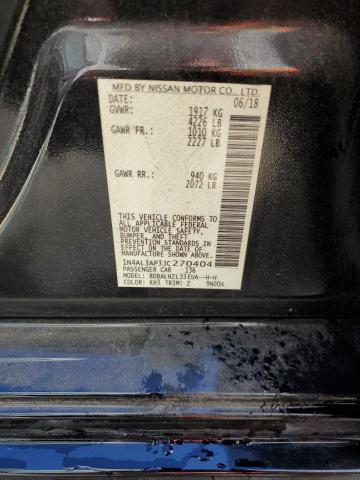 MFD BY NISSAN MOTOR CO., LTD.
DATE: 06/18
GVWR: 1917 KG
4226 LB
GAWR FR: 1010 KG
2227 LB
GAWR RR: 940 KG
2072 LB
THIS VEHICLE CONFORMS TO ALL
APPLICABLE FEDERAL MOTOR VEHICLE SAFETY,
BUMPER, AND THEFT PREVENTION STANDARDS IN
EFFECT ON THE DATE OF MANUFACTURE
SHOWN ABOVE.
1N4AL3AP3JC270404
PASSENGER CAR 136
MODEL:
COLOR: KH3 TRIM: Z 9N00A